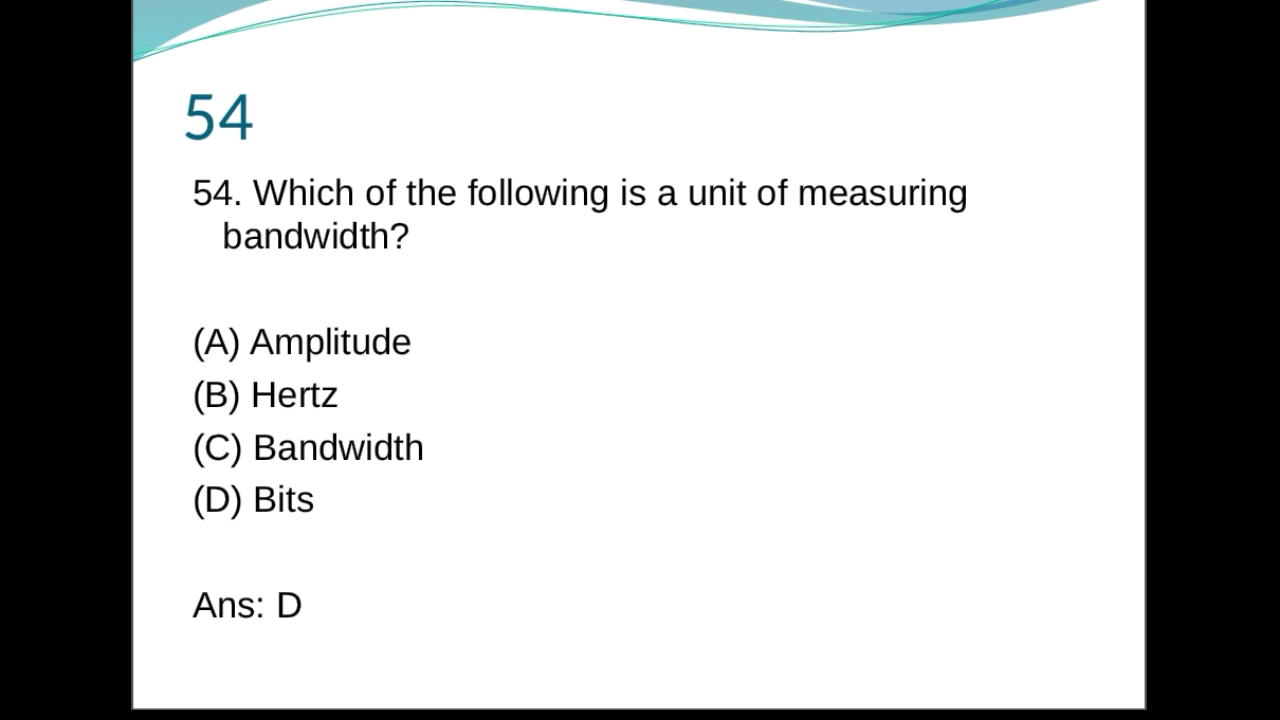 54
54. Which of the following is a unit of measuring
bandwidth?
(A) Amplitude
(B) Hertz
(C) Bandwidth
(D) Bits
Ans: D